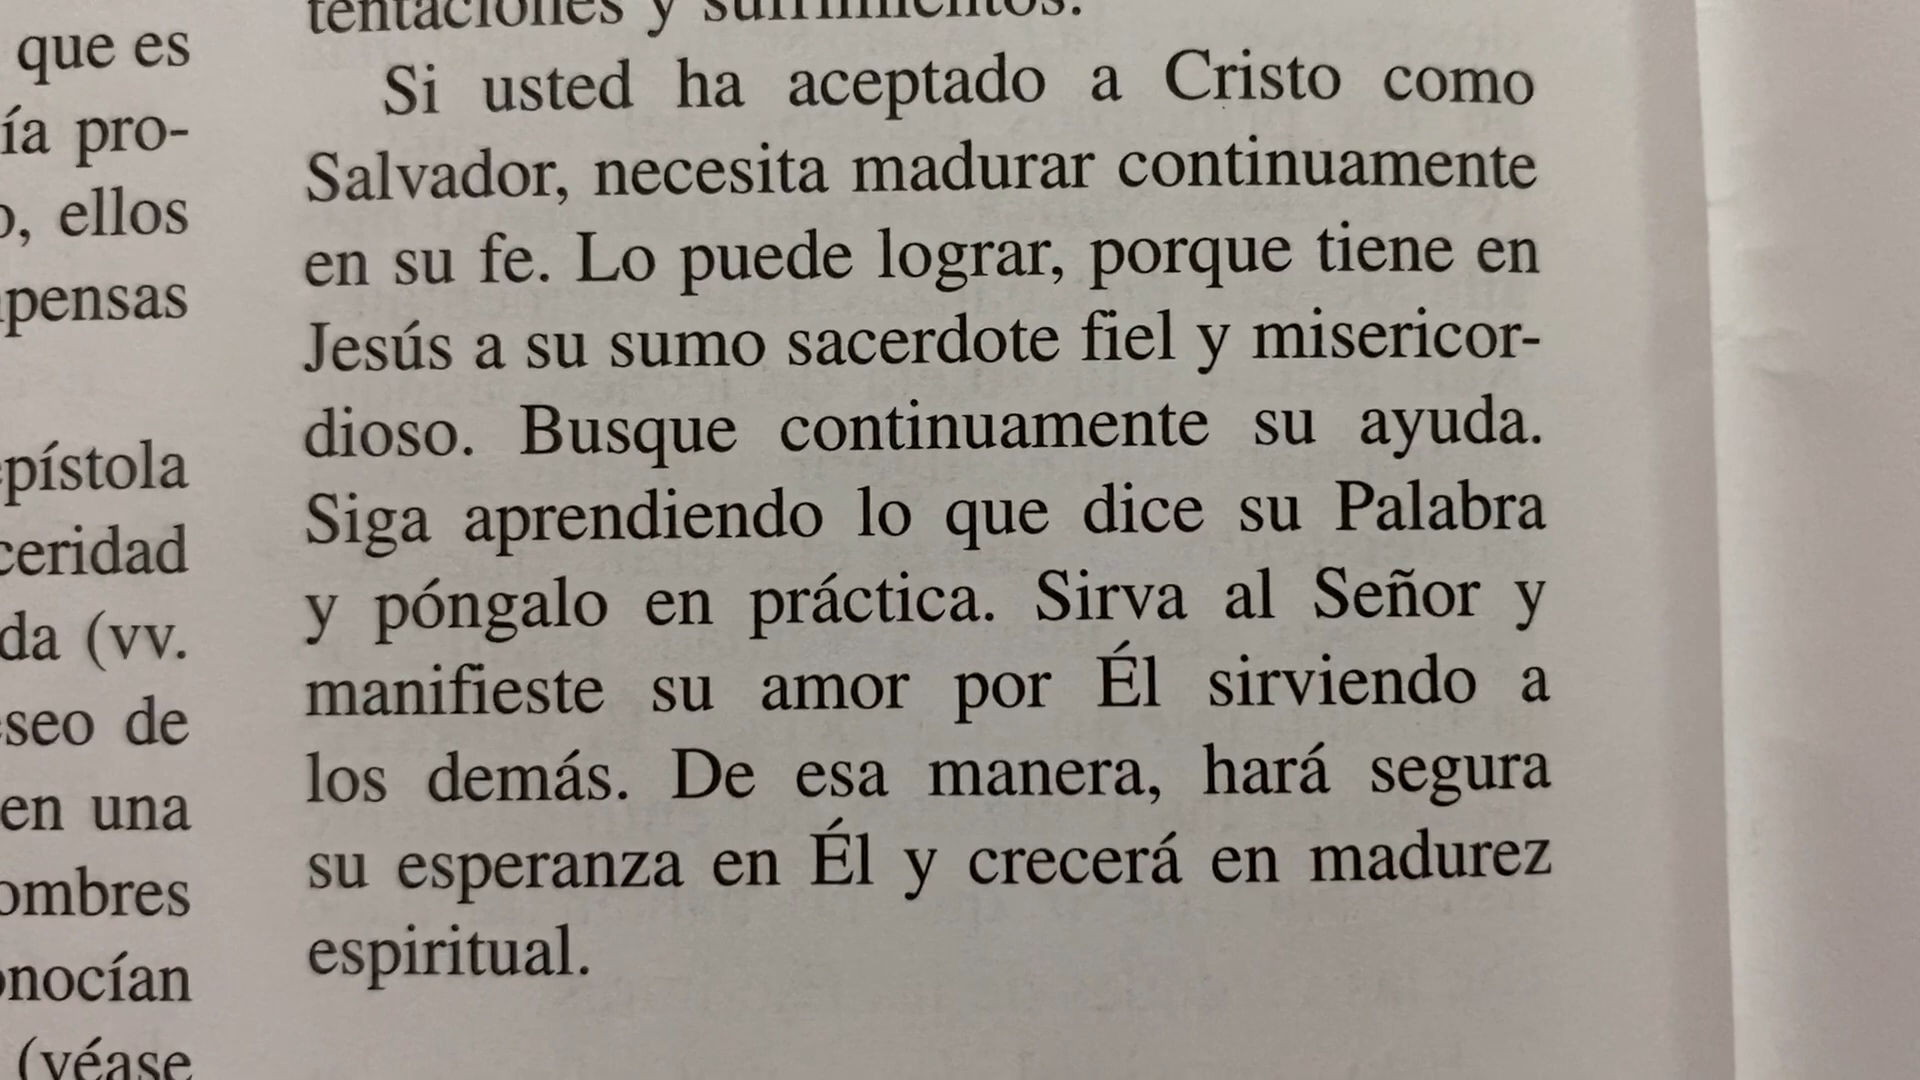 que es
ía pro-
o, ellos
pensas
pístola
ceridad
da (vv.
seo de
en una
ombres
nocían
(véase
tentaciones y sufrimientos.
Si usted ha aceptado a Cristo como
Salvador, necesita madurar continuamente
en su fe. Lo puede lograr, porque tiene en
Jesús a su sumo sacerdote fiel y misericor-
dioso. Busque continuamente su ayuda.
Siga aprendiendo lo que dice su Palabra
y póngalo en práctica. Sirva al Señor y
manifieste su amor por Él sirviendo a
los demás. De esa manera, hará segura
su esperanza en Él y crecerá en madurez
espiritual.